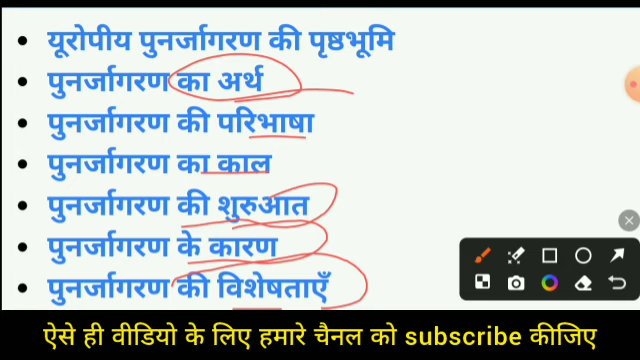 यूरोपीय पुनर्जागरण की पृष्ठभूमि
पुनर्जागरण का अर्थ
पुनर्जागरण की परिभाषा
पुनर्जागरण का काल
पुनर्जागरण की शुरुआत
पुनर्जागरण के कारण
पुनर्जागरण की विशेषताएँ
ऐसे ही वीडियो के लिए हमारे चैनल को subscribe कीजिए